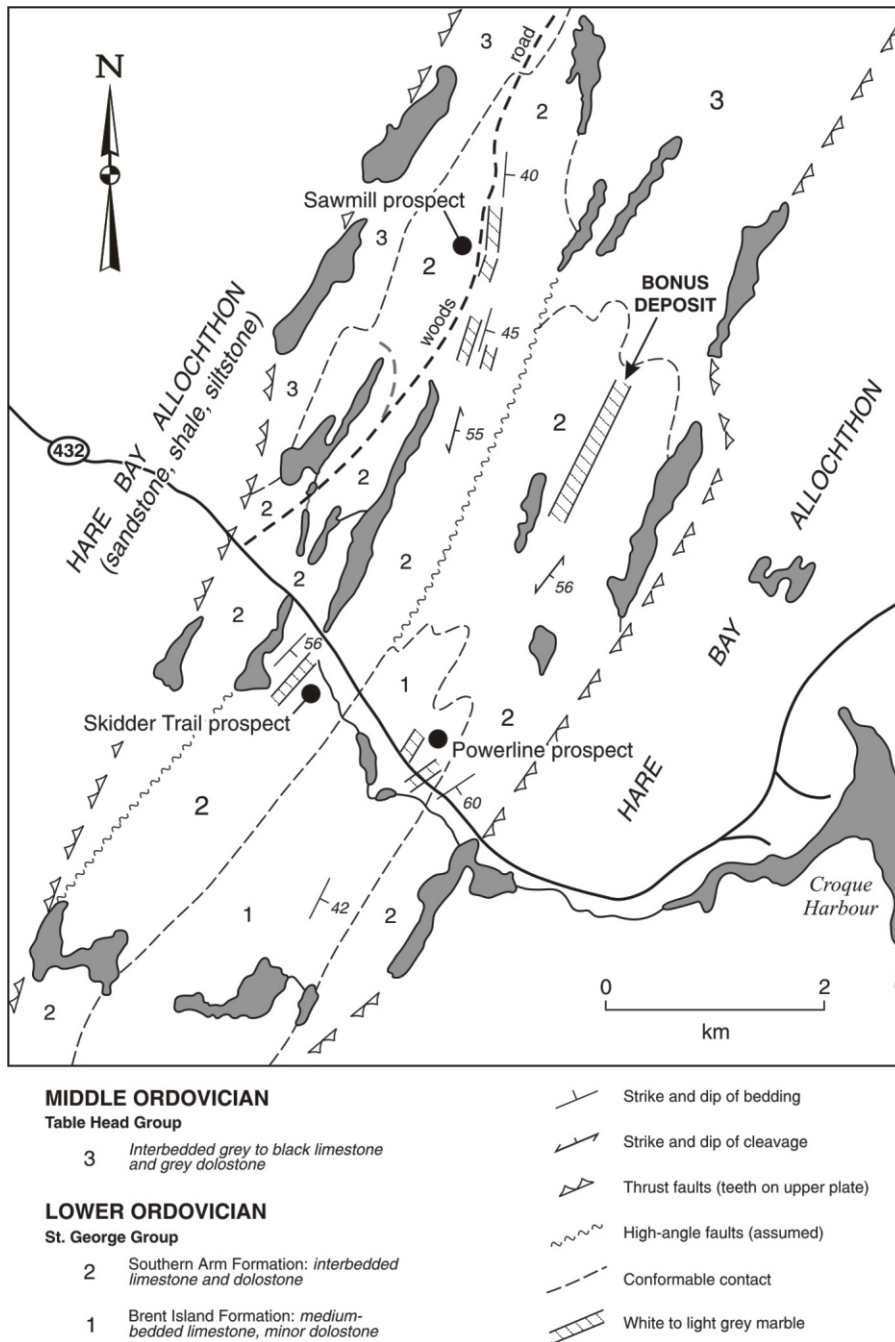 N
3
road
2
3
40
Sawmill prospect
3
2
woods
BONUS
DEPOSIT
45
HARE BAY ALLOCHTHON
(sandstone, shale, siltstone)
3
2
55
432
2
2
ALLOCHTHON
2
2
2
56
2
56
BAY
1
Skidder Trail prospect
2
Powerline prospect
HARE
2
60
Croque
Harbour
42
1
2
0 2
km
2
MIDDLE ORDOVICIAN
Table Head Group
3 Interbedded grey to black limestone
and grey dolostone
LOWER ORDOVICIAN
St. George Group
2 Southern Arm Formation: interbedded
limestone and dolostone
1 Brent Island Formation: medium-
bedded limestone, minor dolostone
Strike and dip of bedding
Strike and dip of cleavage
Thrust faults (teeth on upper plate)
High-angle faults (assumed)
Conformable contact
White to light grey marble